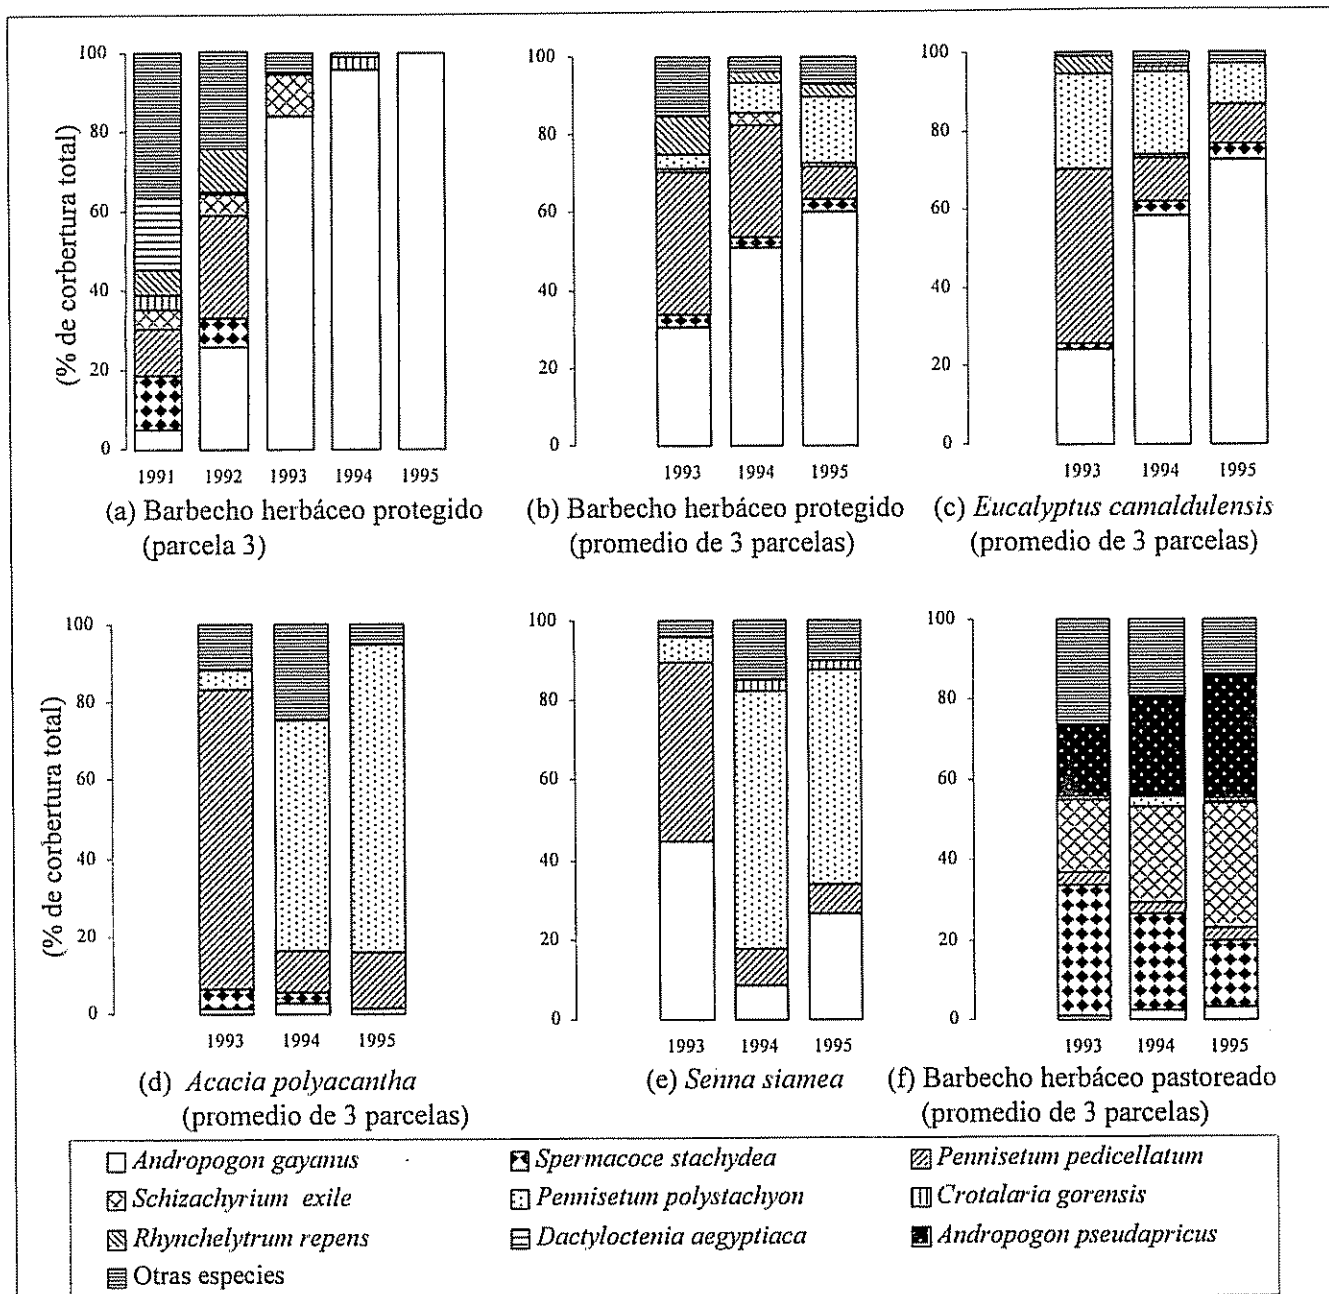 (% de corbertura total)
100
80
60
40
20
0
1991 1992 1993 1994 1995
(a) Barbecho herbáceo protegido
(parcela 3)
100
80
60
40
20
0
1993 1994 1995
(b) Barbecho herbáceo protegido
(promedio de 3 parcelas)
100
80
60
40
20
0
1993 1994 1995
(c) Eucalyptus camaldulensis
(promedio de 3 parcelas)
(% de corbertura total)
100
80
60
40
20
0
1993 1994 1995
(d) Acacia polyacantha
(promedio de 3 parcelas)
100
80
60
40
20
0
1993 1994 1995
(e) Senna siamea
100
80
60
40
20
0
1993 1994 1995
(f) Barbecho herbáceo pastoreado
(promedio de 3 parcelas)
Andropogon gayanus
Spermacoce stachydea
Pennisetum pedicellatum
Schizachyrium exile
Pennisetum polystachyon
Crotalaria gorensis
Rhynchelytrum repens
Dactyloctenia aegyptiaca
Andropogon pseudapricus
Otras especies